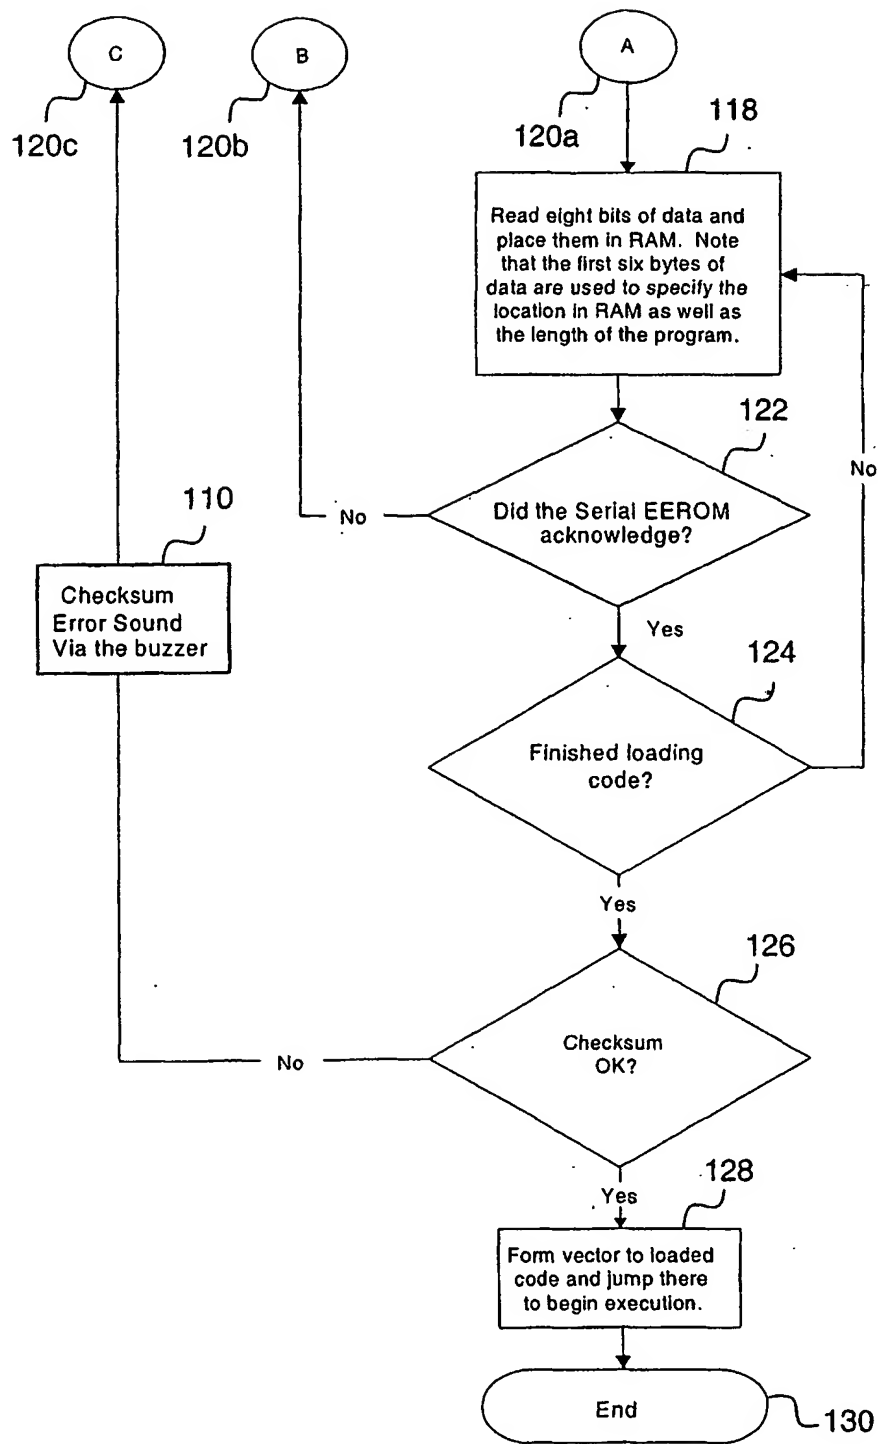 C
B
A
120c
120b
120a
118
Read eight bits of data and
place them in RAM. Note
that the first six bytes of
data are used to specify the
location in RAM as well as
the length of the program.
122
No
110
No
Did the Serial EEROM
acknowledge?
Checksum
Error Sound
Via the buzzer
Yes
124
Finished loading
code?
Yes
126
Checksum
OK?
No
128
Yes
Form vector to loaded
code and jump there
to begin execution.
End
130